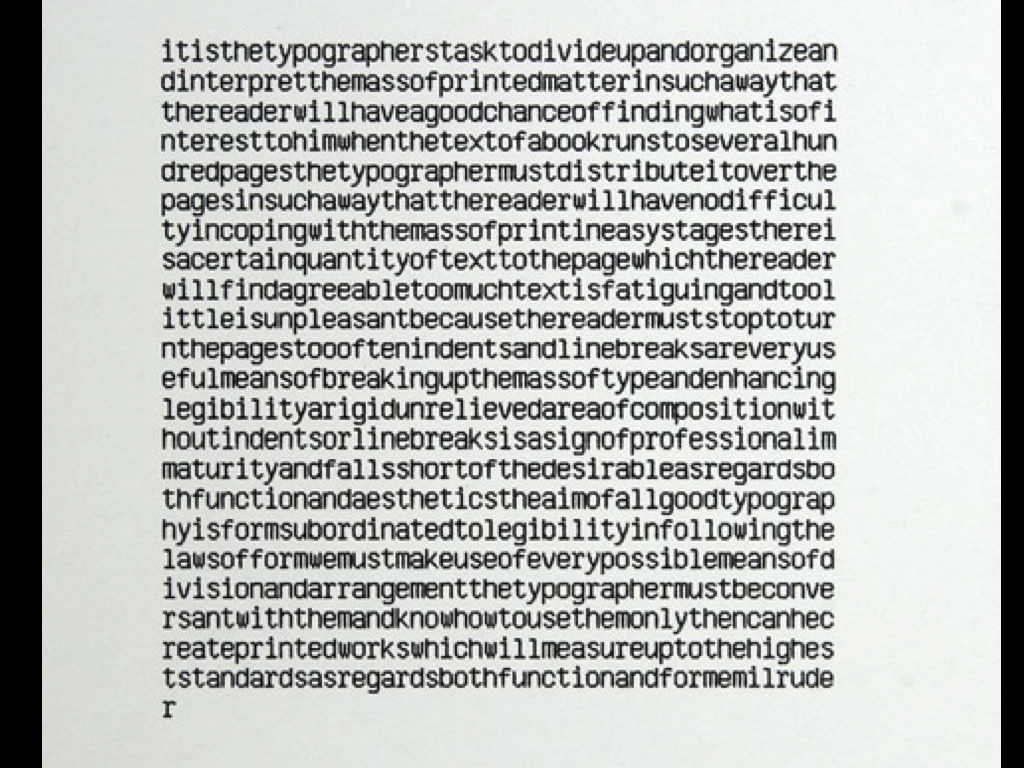 itisthetypographerstasktodivideupandorganizean
dinterpretthemassofprintedmatterinsuchawaythat
thereaderwillhaveagoodchanceoffindingwhatisofi
nteresttohimwhenthetextofabookrunstoseveralhun
dredpagesthetypographermustdistributeitoverthe
pagesinsuchawaythatthereaderwillhavenodifficul
tyincopingwiththemassofprintineasystagestherei
sacertainquantityoftexttothepagewhichthereader
willfindagreeabletoomuchtextisfatiguingandtool
ittleisunpleasantbecausethereadermuststoptotur
nthepagestoooftenindentsandlinebreaksareveryus
efulmeansofbreakingupthemassoftypeandenhancing
legibilityarigidunrelievedareaofcompositionwit
houtindentsorlinebreaksisasignofprofessionalim
maturityandfallsshortofthedesirableasregardsbo
thfunctionandaestheticstheaimofallgoodtypograp
hyisformsubordinatedtolegibilityinfollowingthe
lawsofformwemustmakeuseofeverypossiblemeansofd
ivisionandarrangementthetypographermustbeconve
rsantwiththemandknowhowtousethemonlythencanhec
reateprintedworkswhichwillmeasureuptothehighes
tstandardsasregardsbothfunctionandformemilrude
r